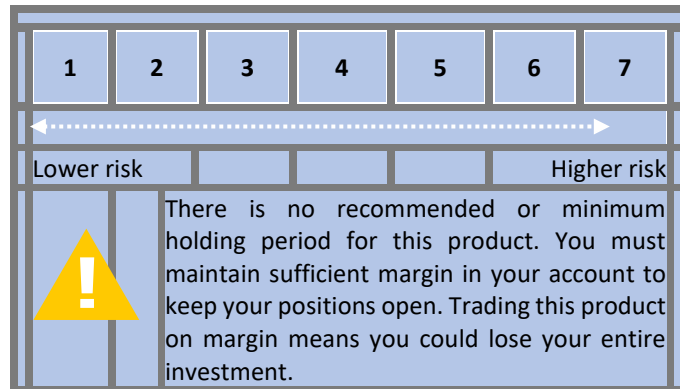 1 2 3 4 5 6 7
Lower risk Higher risk
!
There is no recommended or minimum
holding period for this product. You must
maintain sufficient margin in your account to
keep your positions open. Trading this product
on margin means you could lose your entire
investment.